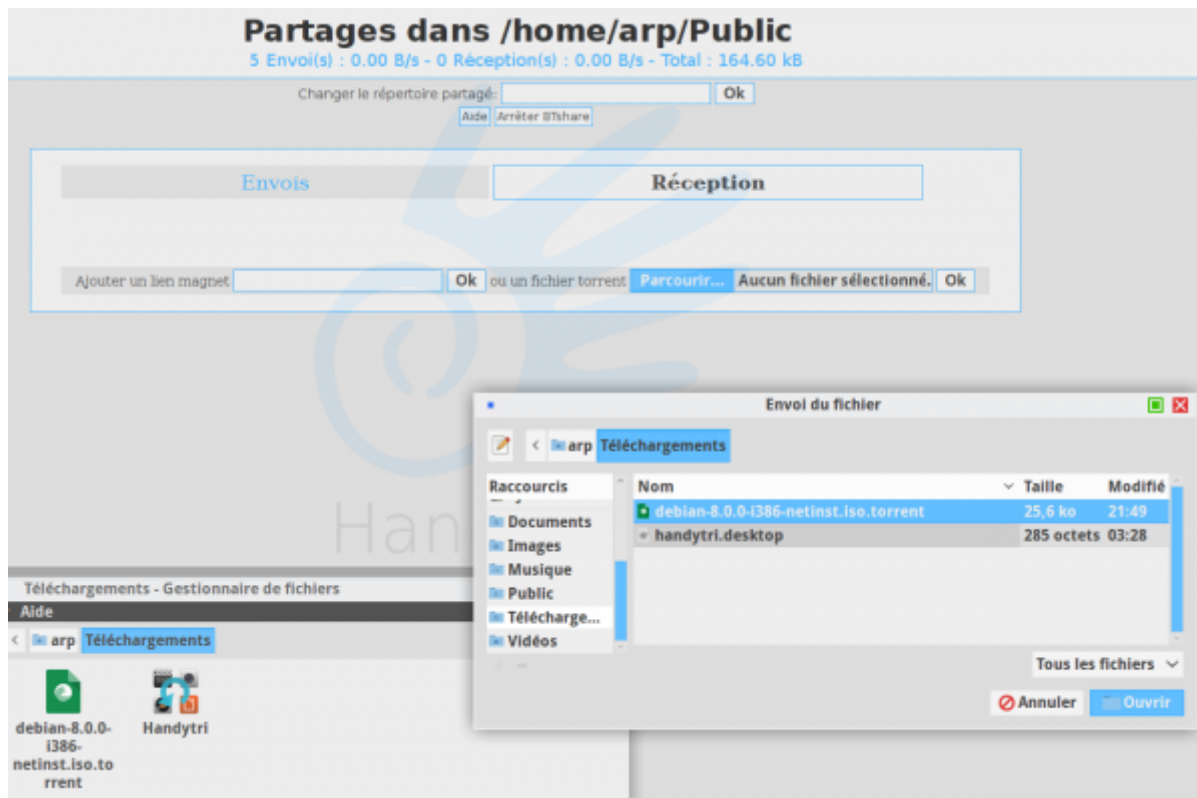 Partages dans /home/arp/Public
5 Envoi(s) : 0.00 B/s - 0 Réception(s) : 0.00 B/s - Total : 164.60 kB
Changer le répertoire partagé: Ok
Aide Arrêter BTshare
Envois Réception
Ajouter un lien magnet Ok ou un fichier torrent Parcourir... Aucun fichier sélectionné. Ok
Han
Envoi du fichier
< arp Téléchargements
Raccourcis
Documents
Images
Musique
Public
Télécharge...
Vidéos
Nom Taille Modifié
debian-8.0.0-i386-netinst.iso.torrent 25,6 ko 21:49
handytri.desktop 285 octets 03:28
Tous les fichiers
Annuler Ouvrir
Téléchargements - Gestionnaire de fichiers
Aide
< arp Téléchargements
debian-8.0.0-
i386-
netinst.iso.to
rrent
Handytri